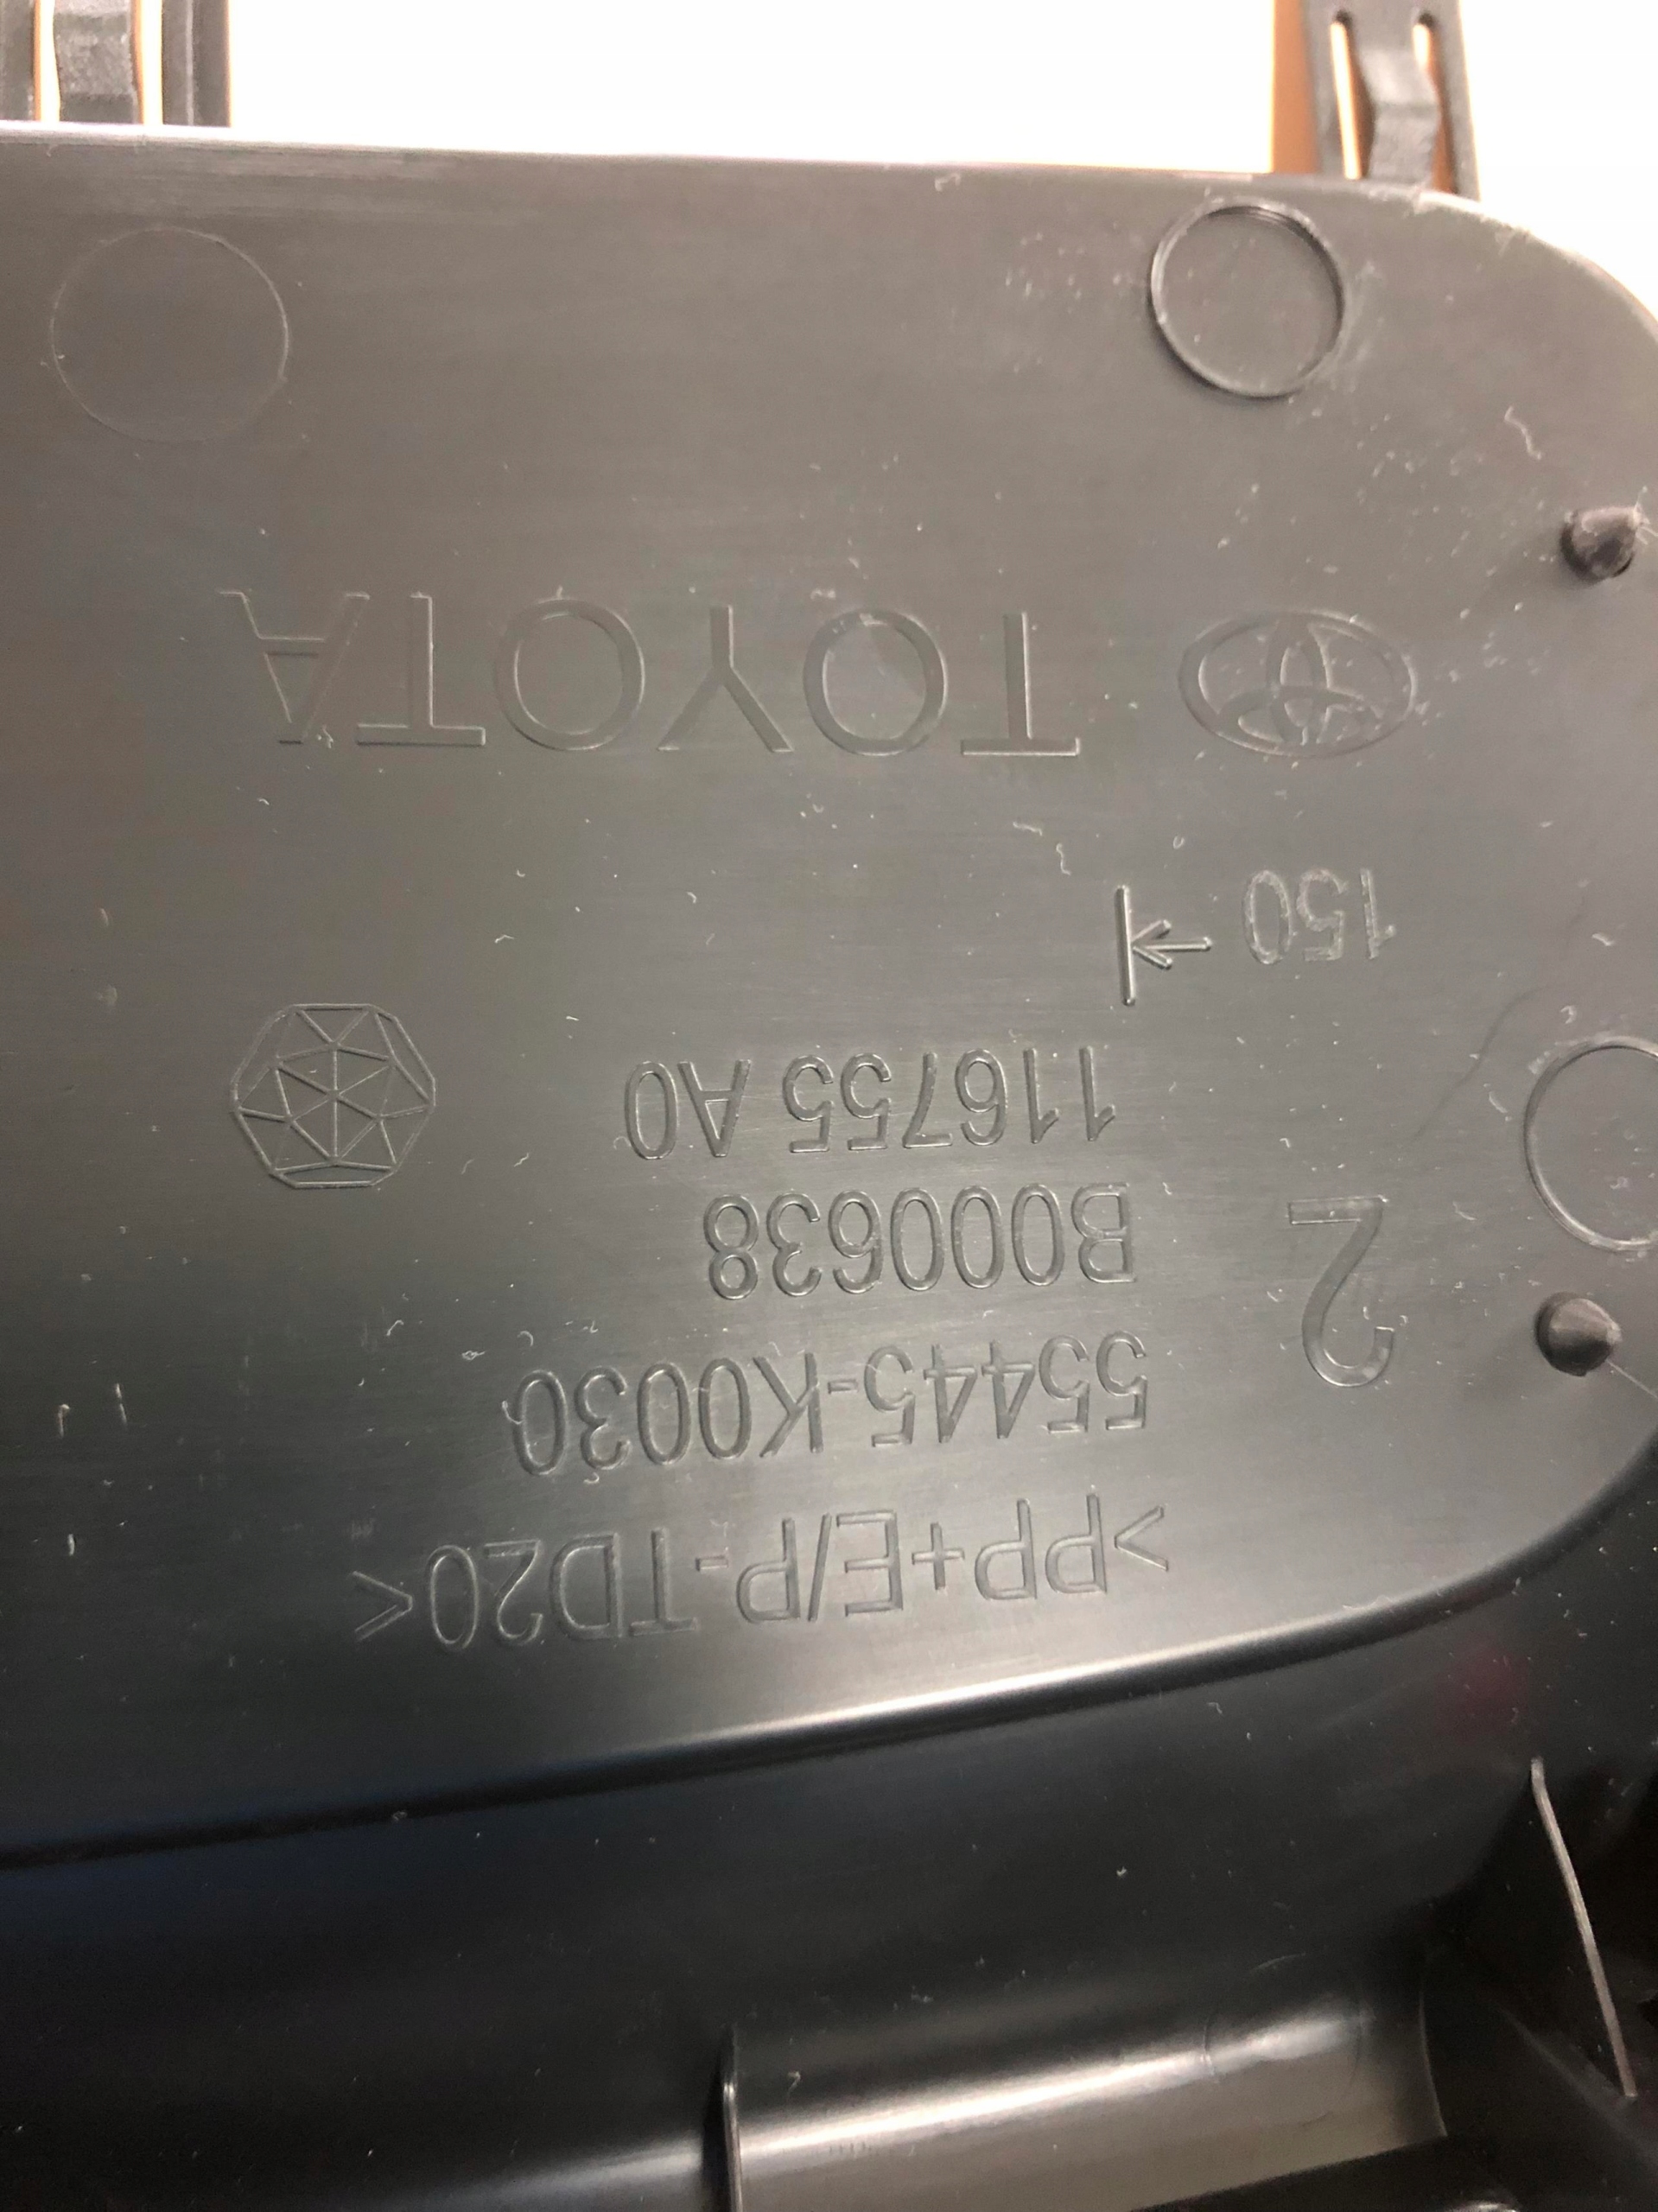 >PP+E/P-TD20<
55445-K0030
B000638
2
116755 A0
150
TOYOTA